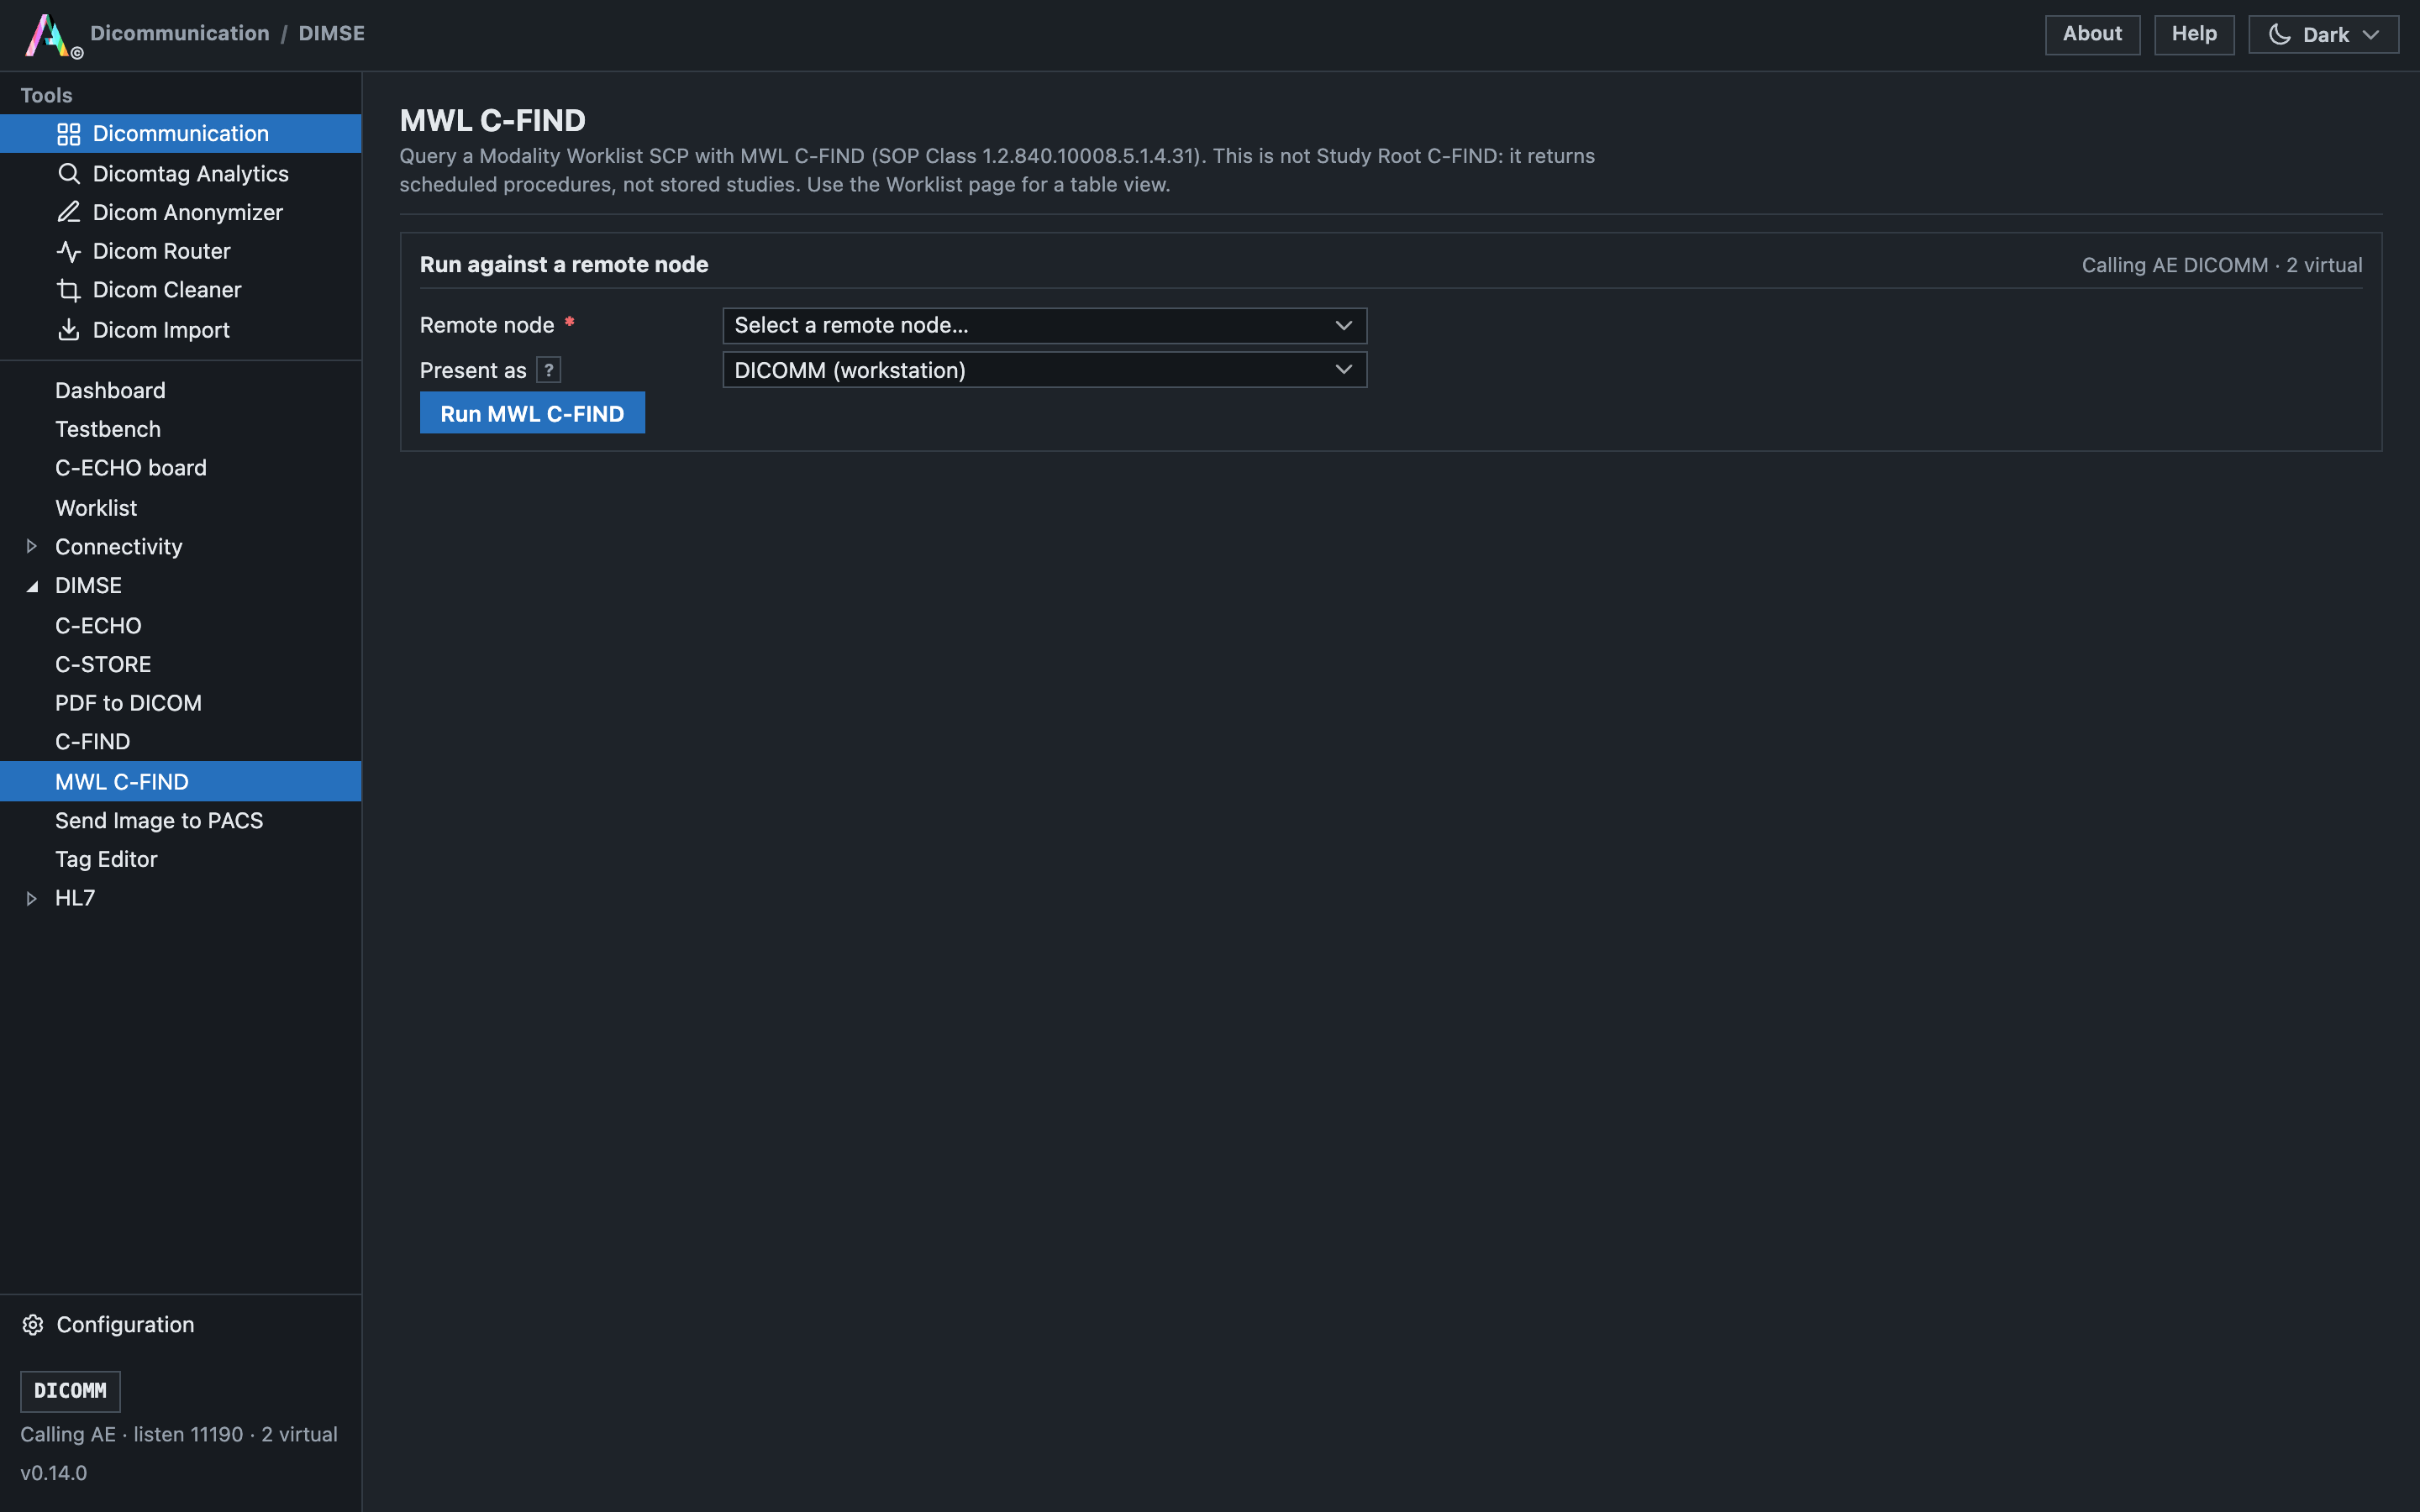 Dicommunication / DIMSE
About
Help
Dark
Tools
Dicommunication
Dicomtag Analytics
Dicom Anonymizer
Dicom Router
Dicom Cleaner
Dicom Import
Dashboard
Testbench
C-ECHO board
Worklist
Connectivity
DIMSE
C-ECHO
C-STORE
PDF to DICOM
C-FIND
MWL C-FIND
Send Image to PACS
Tag Editor
HL7
Configuration
DICOMM
Calling AE · listen 11190 · 2 virtual
v0.14.0
MWL C-FIND
Query a Modality Worklist SCP with MWL C-FIND (SOP Class 1.2.840.10008.5.1.4.31). This is not Study Root C-FIND: it returns
scheduled procedures, not stored studies. Use the Worklist page for a table view.
Run against a remote node
Calling AE DICOMM · 2 virtual
Remote node *
Select a remote node...
Present as ?
DICOMM (workstation)
Run MWL C-FIND